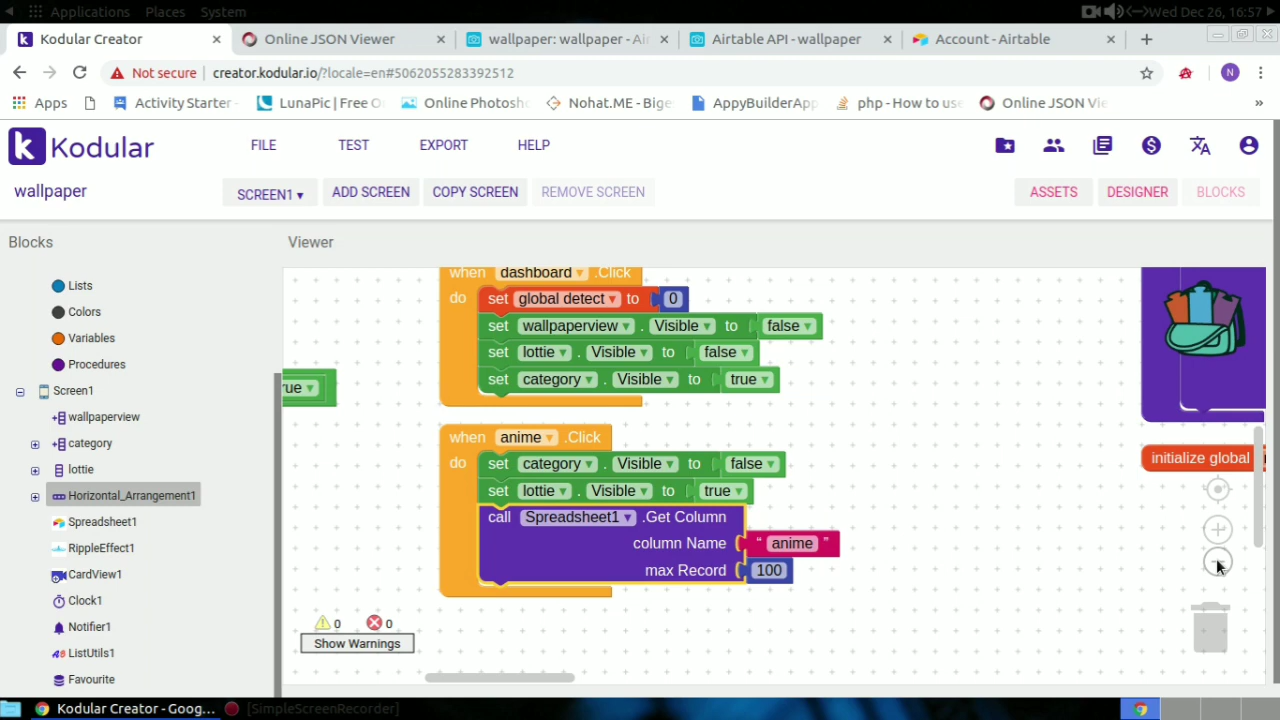 Applications Places System Wed Dec 26, 16:57
Kodular Creator × Online JSON Viewer × wallpaper: wallpaper - Ai × Airtable API - wallpaper × Account - Airtable × +
Not secure | creator.kodular.io/?locale=en#5062055283392512 N
Apps Activity Starter - LunaPic | Free O Online Photosh Nohat.ME - Bige AppyBuilderAp php - How to use Online JSON Vie »
k Kodular FILE TEST EXPORT HELP
wallpaper SCREEN1 ▾ ADD SCREEN COPY SCREEN REMOVE SCREEN ASSETS DESIGNER BLOCKS
Blocks Viewer
Lists
Colors
Variables
Procedures
Screen1
wallpaperview
category
lottie
Horizontal_Arrangement1
Spreadsheet1
RippleEffect1
CardView1
Clock1
Notifier1
ListUtils1
Favourite
rue
when dashboard .Click
do set global detect to 0
set wallpaperview . Visible to false
set lottie . Visible to false
set category . Visible to true
when anime .Click
do set category . Visible to false
set lottie . Visible to true
call Spreadsheet1 .Get Column
column Name “ anime ”
max Record 100
initialize global
0 0
Show Warnings
Kodular Creator - Goog... [SimpleScreenRecorder]